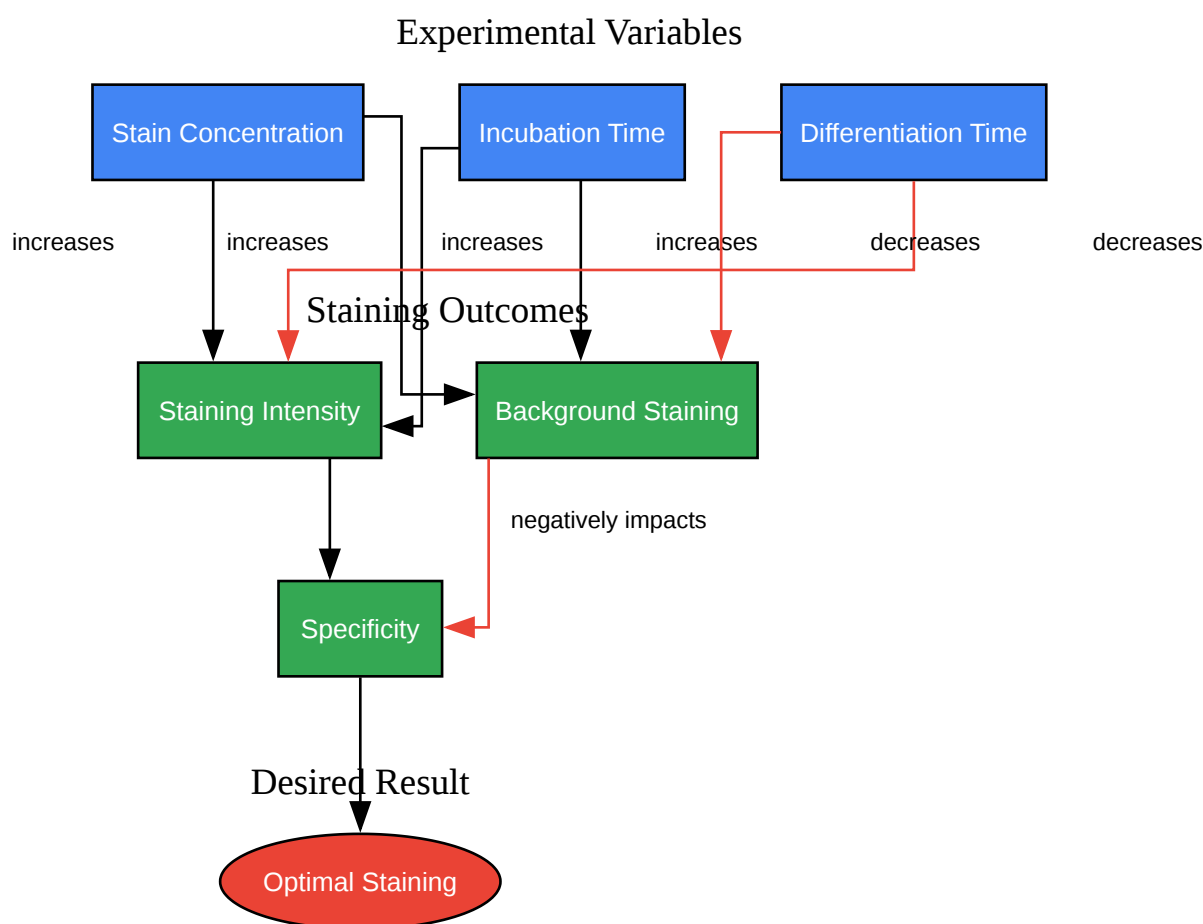 Experimental Variables
Stain Concentration
Incubation Time
Differentiation Time
increases
increases
increases
increases
decreases
decreases
Staining Outcomes
Staining Intensity
Background Staining
negatively impacts
Specificity
Desired Result
Optimal Staining